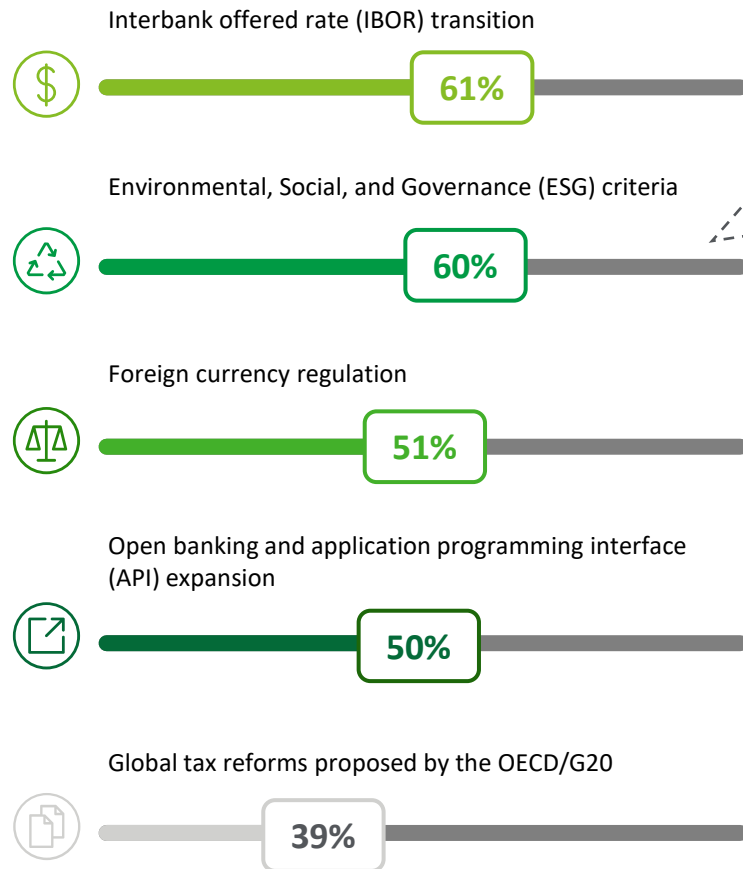 Interbank offered rate (IBOR) transition
$
61%
Environmental, Social, and Governance (ESG) criteria
60%
Foreign currency regulation
51%
Open banking and application programming interface
(API) expansion
50%
Global tax reforms proposed by the OECD/G20
39%